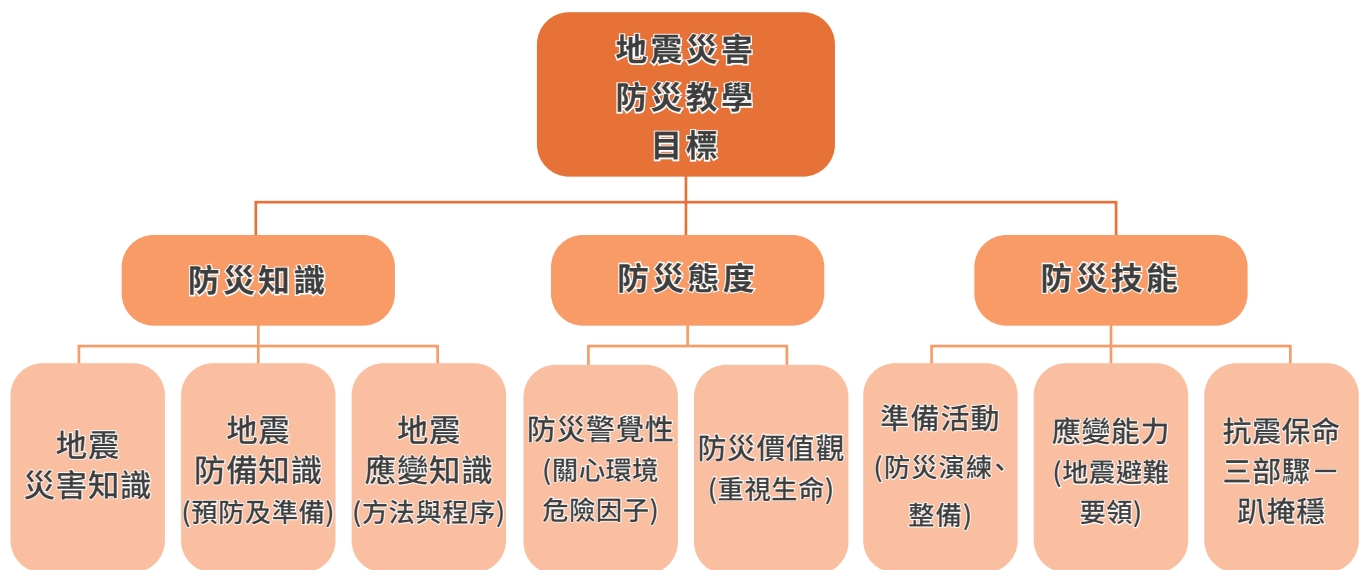 地震災害
防災教學
目標
防災知識
防災態度
防災技能
地震
災害知識
地震
防備知識
(預防及準備)
地震
應變知識
(方法與程序)
防災警覺性
(關心環境
危險因子)
防災價值觀
(重視生命)
準備活動
(防災演練、
整備)
應變能力
(地震避難
要領)
抗震保命
三部驟－
趴掩穩